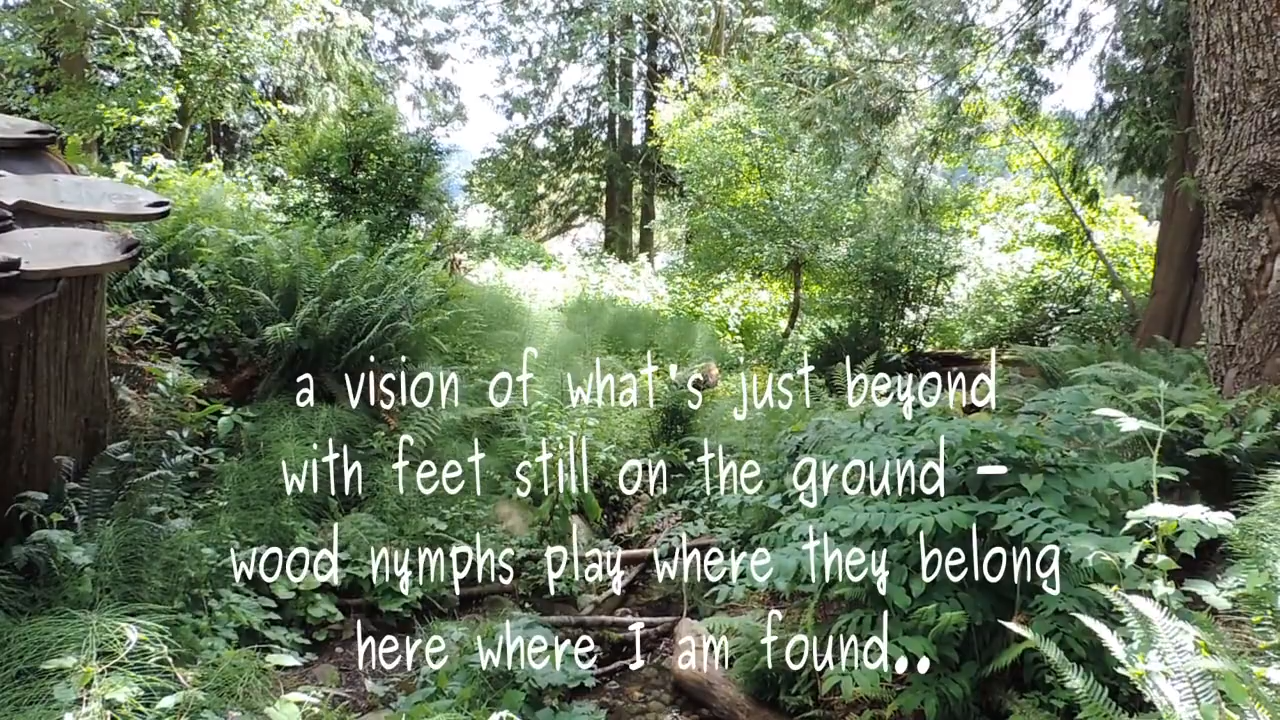 a vision of what's just beyond
with feet still on the ground -
wood nymphs play where they belong
here where I am found..